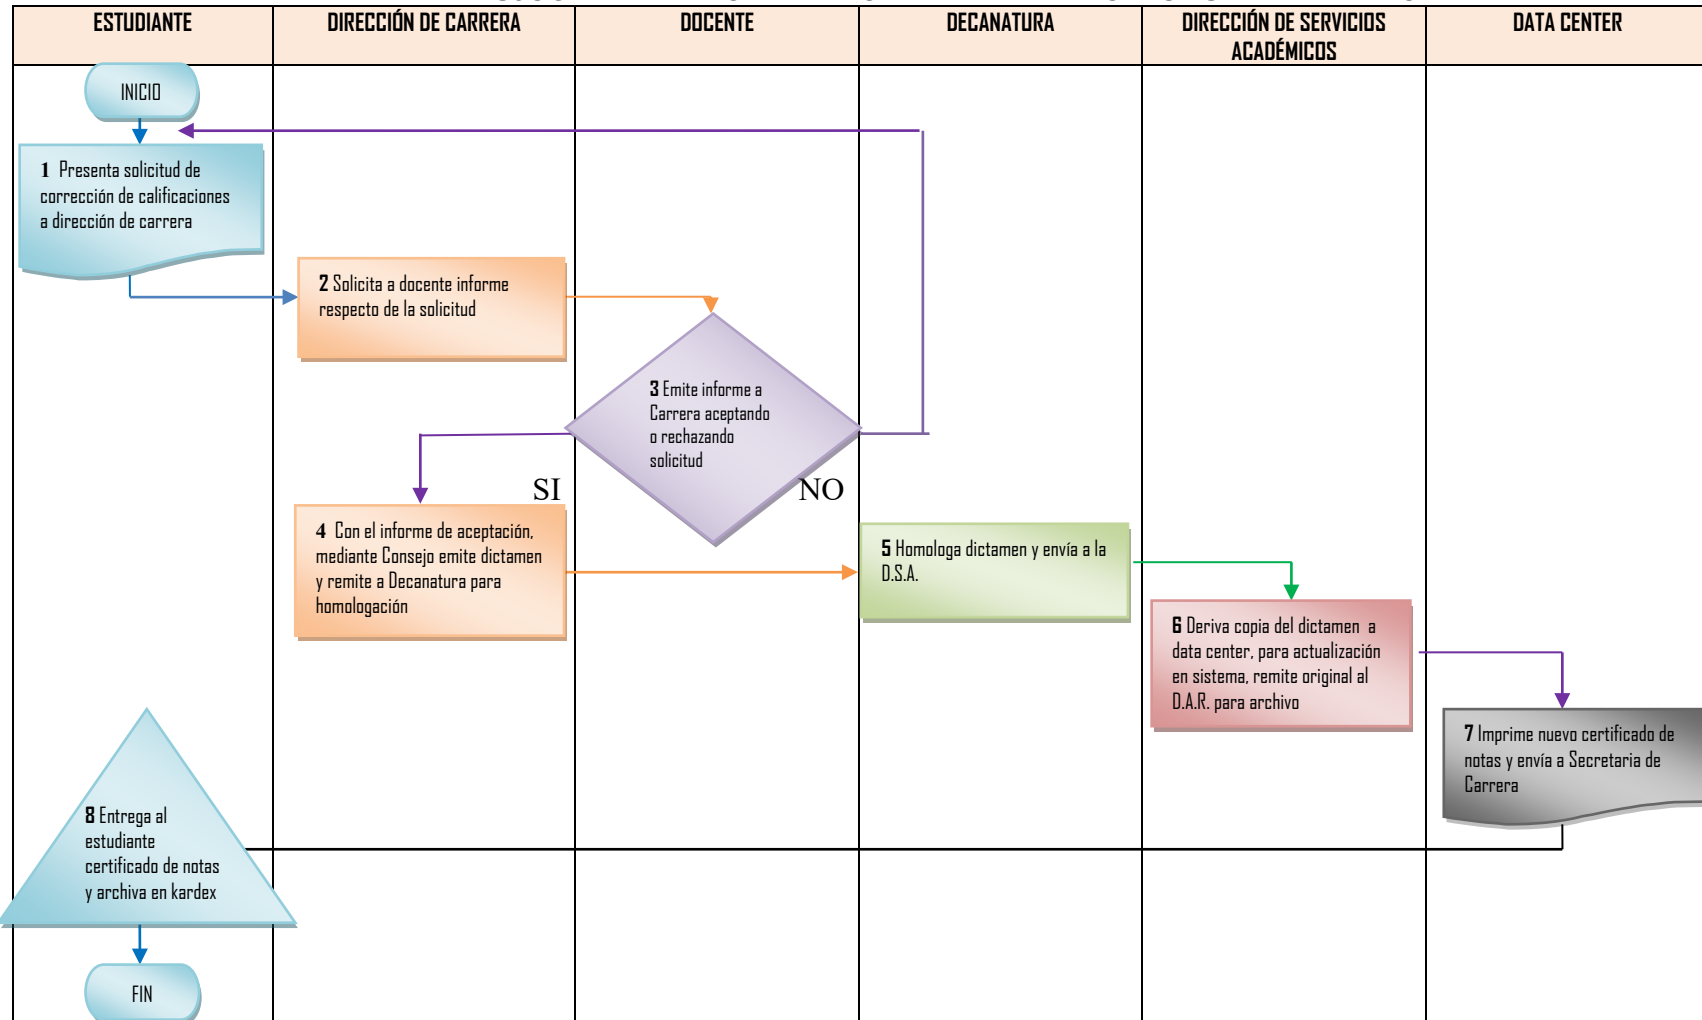 ESTUDIANTE
DIRECCIÓN DE CARRERA
DOCENTE
DECANATURA
DIRECCIÓN DE SERVICIOS
ACADÉMICOS
DATA CENTER
INICIO
1 Presenta solicitud de
corrección de calificaciones
a dirección de carrera
2 Solicita a docente informe
respecto de la solicitud
3 Emite informe a
Carrera aceptando
o rechazando
solicitud
SI
NO
4 Con el informe de aceptación,
mediante Consejo emite dictamen
y remite a Decanatura para
homologación
5 Homologa dictamen y envía a la
D.S.A.
6 Deriva copia del dictamen a
data center, para actualización
en sistema, remite original al
D.A.R. para archivo
7 Imprime nuevo certificado de
notas y envía a Secretaria de
Carrera
8 Entrega al
estudiante
certificado de notas
y archiva en kardex
FIN